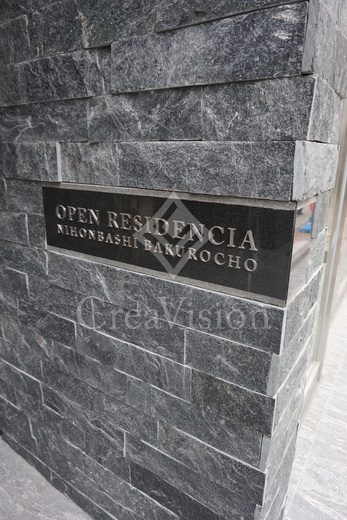 OPEN RESIDENCIA
NIHONBASHI BAKUROCHO
CreaVision